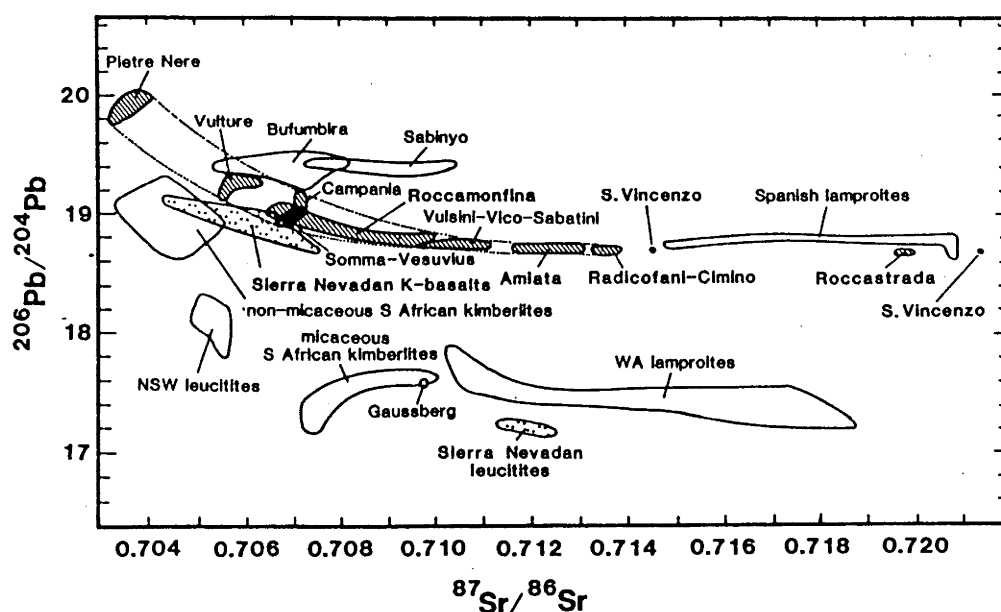 Pietre Nere
20
Vulture
Bufumbira
Sabinyo
Campania
Roccamonfina
S. Vincenzo
Spanish lamproites
Vulsini-Vico-Sabatini
19
Somma-Vesuvius
Amiata
Radicofani-Cimino
Roccastrada
Sierra Nevadan K-basalts
S. Vincenzo
non-micaceous S African kimberlites
18
micaceous
S African kimberlites
WA lamproites
NSW leucitites
Gaussberg
17
Sierra Nevadan
leucitites
206Pb/204Pb
0.704 0.706 0.708 0.710 0.712 0.714 0.716 0.718 0.720
87Sr/86Sr